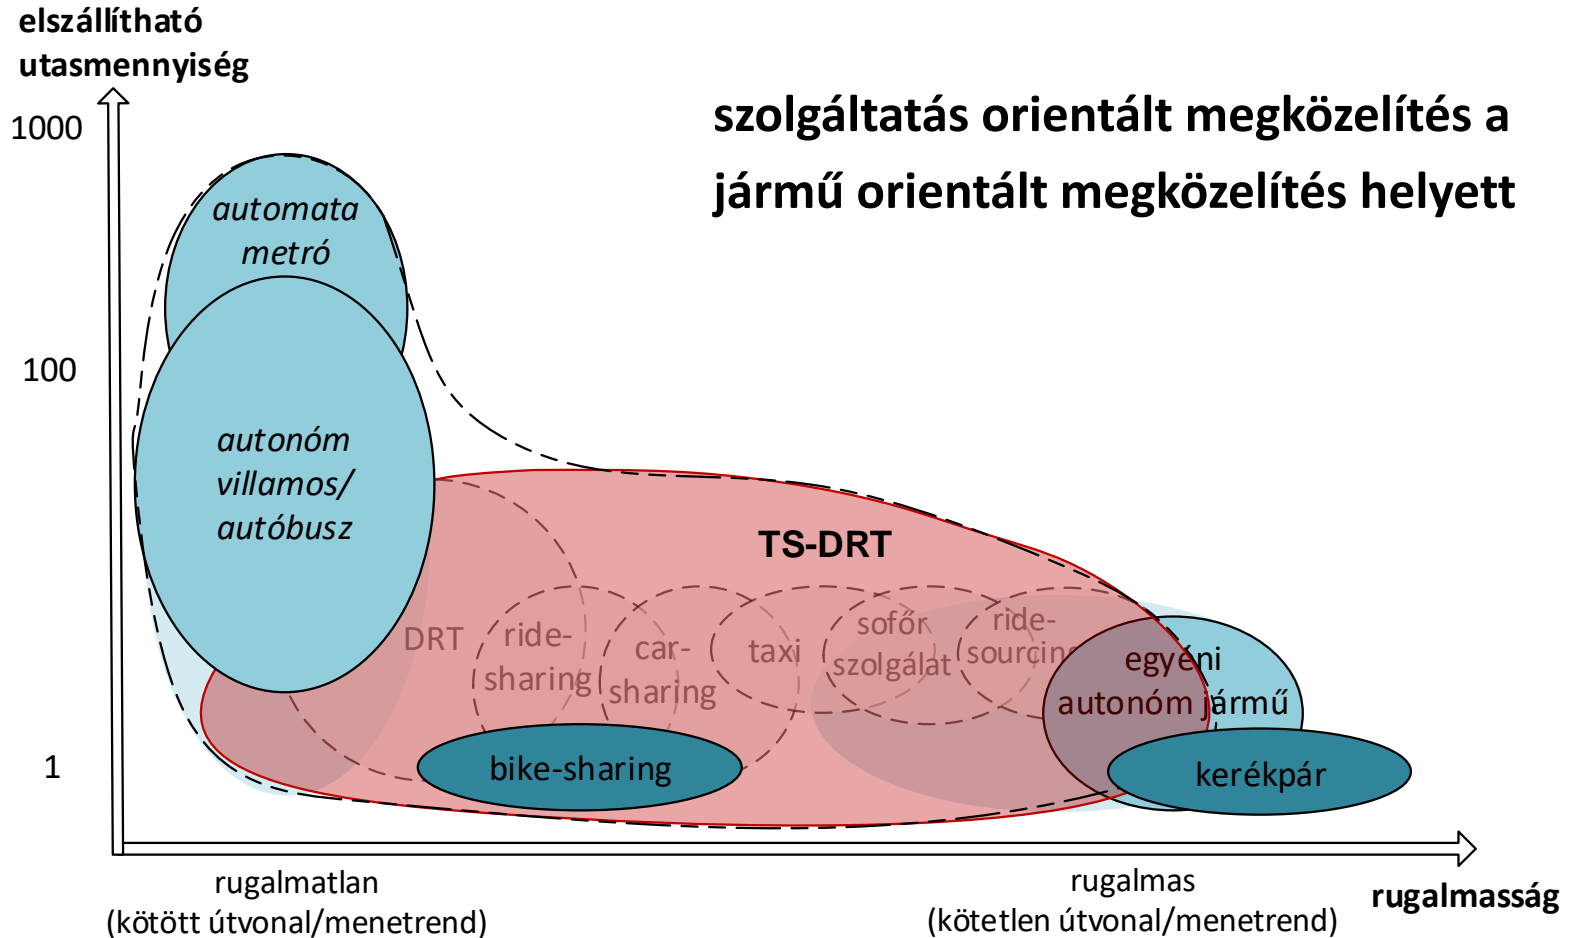 elszállítható
utasmennyiség
szolgáltatás orientált megközelítés a
jármű orientált megközelítés helyett
1000
automata
metró
100
autonóm
villamos/
autóbusz
TS-DRT
DRT
ride-
sharing
car-
sharing
taxi
sofőr
szolgálat
ride-
sourcing
egyéni
autonóm jármű
1
bike-sharing
kerékpár
rugalmatlan
(kötött útvonal/menetrend)
rugalmas
(kötetlen útvonal/menetrend)
rugalmasság